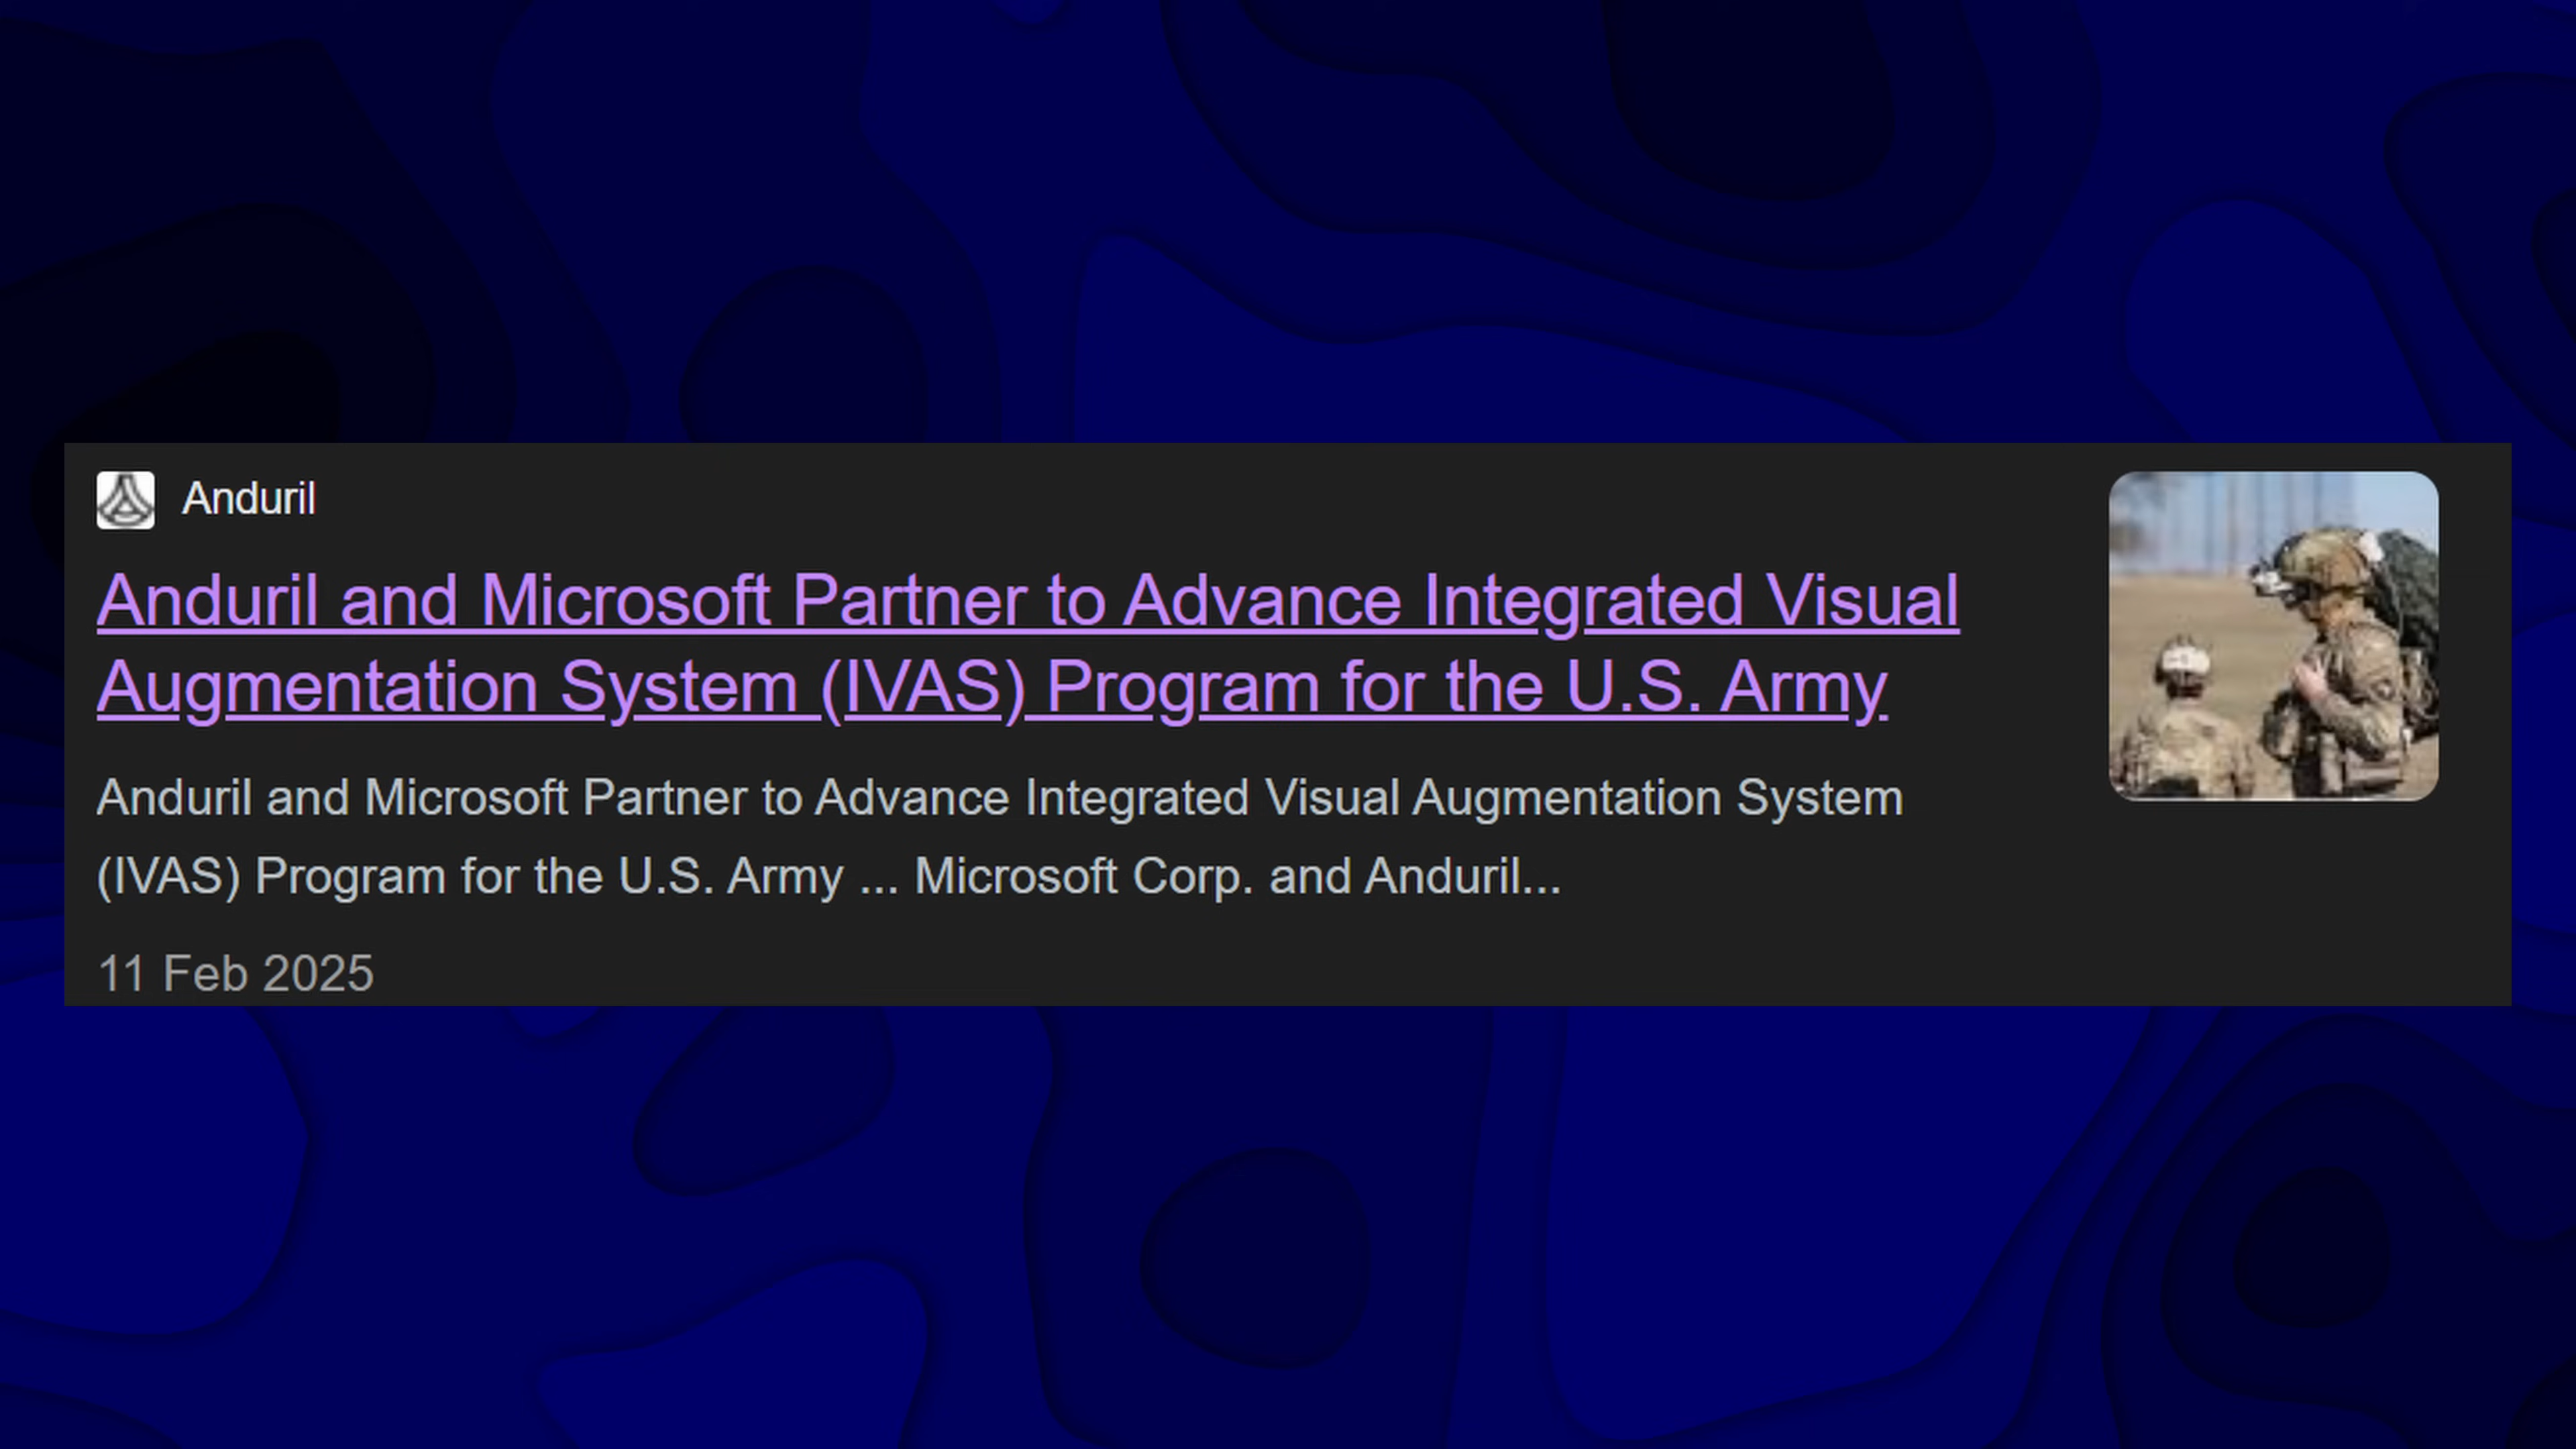 Anduril
Anduril and Microsoft Partner to Advance Integrated Visual
Augmentation System (IVAS) Program for the U.S. Army
Anduril and Microsoft Partner to Advance Integrated Visual Augmentation System
(IVAS) Program for the U.S. Army ... Microsoft Corp. and Anduril...
11 Feb 2025